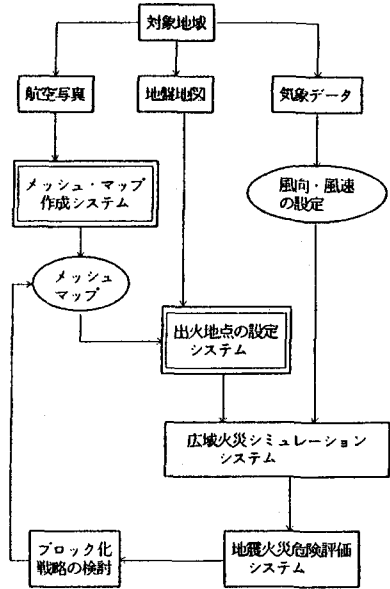 対象地域
航空写真
地盤地図
気象データ
メッシュ・マップ
作成システム
風向・風速
の設定
メッシュ
マップ
出火地点の設定
システム
広域火災シミュレーション
システム
ブロック化
戦略の検討
地震火災危険評価
システム